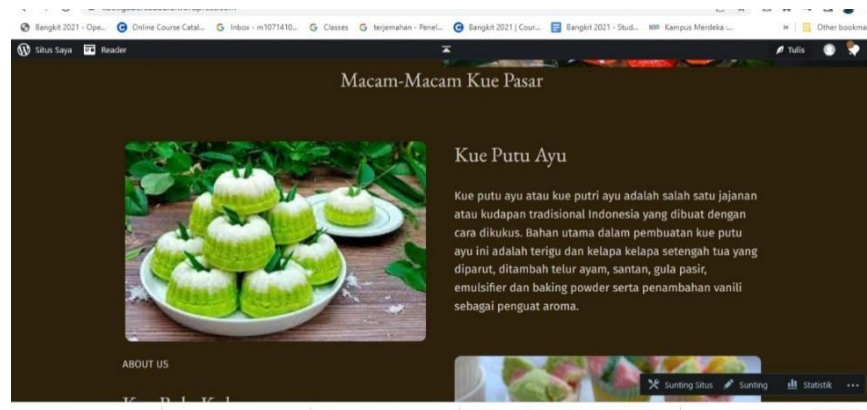 Bangkit 2021 - Ope...
Online Course Catal...
Inbox - m1071410...
Classes
terjemahan - Penel...
Bangkit 2021 | Cour...
Bangkit 2021 - Stud...
Kampus Merdeka :...
Other bookma
Situs Saya
Reader
Tulis
Macam-Macam Kue Pasar
Kue Putu Ayu
Kue putu ayu atau kue putri ayu adalah salah satu jajanan
atau kudapan tradisional Indonesia yang dibuat dengan
cara dikukus. Bahan utama dalam pembuatan kue putu
ayu ini adalah terigu dan kelapa kelapa setengah tua yang
diparut, ditambah telur ayam, santan, gula pasir,
emulsifier dan baking powder serta penambahan vanili
sebagai penguat aroma.
ABOUT US
Sunting Situs
Sunting
Statistik